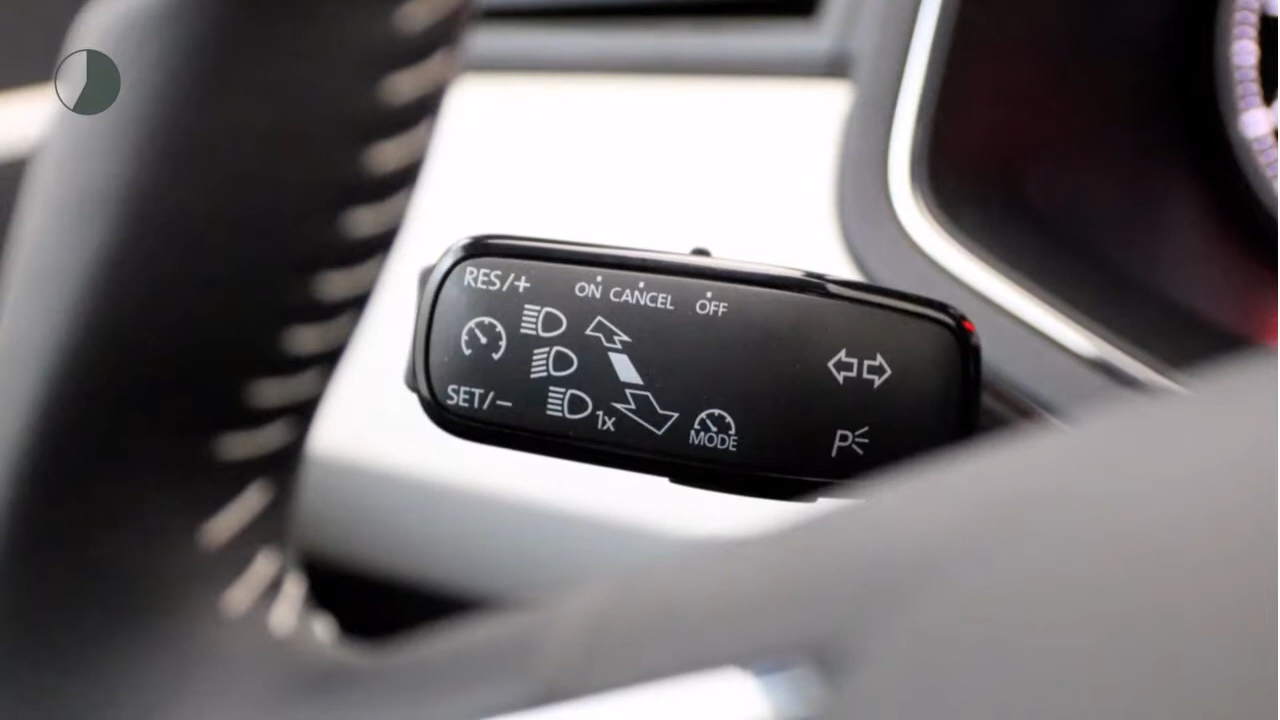 RES/+
ON CANCEL OFF
SET/−
1x
MODE
P